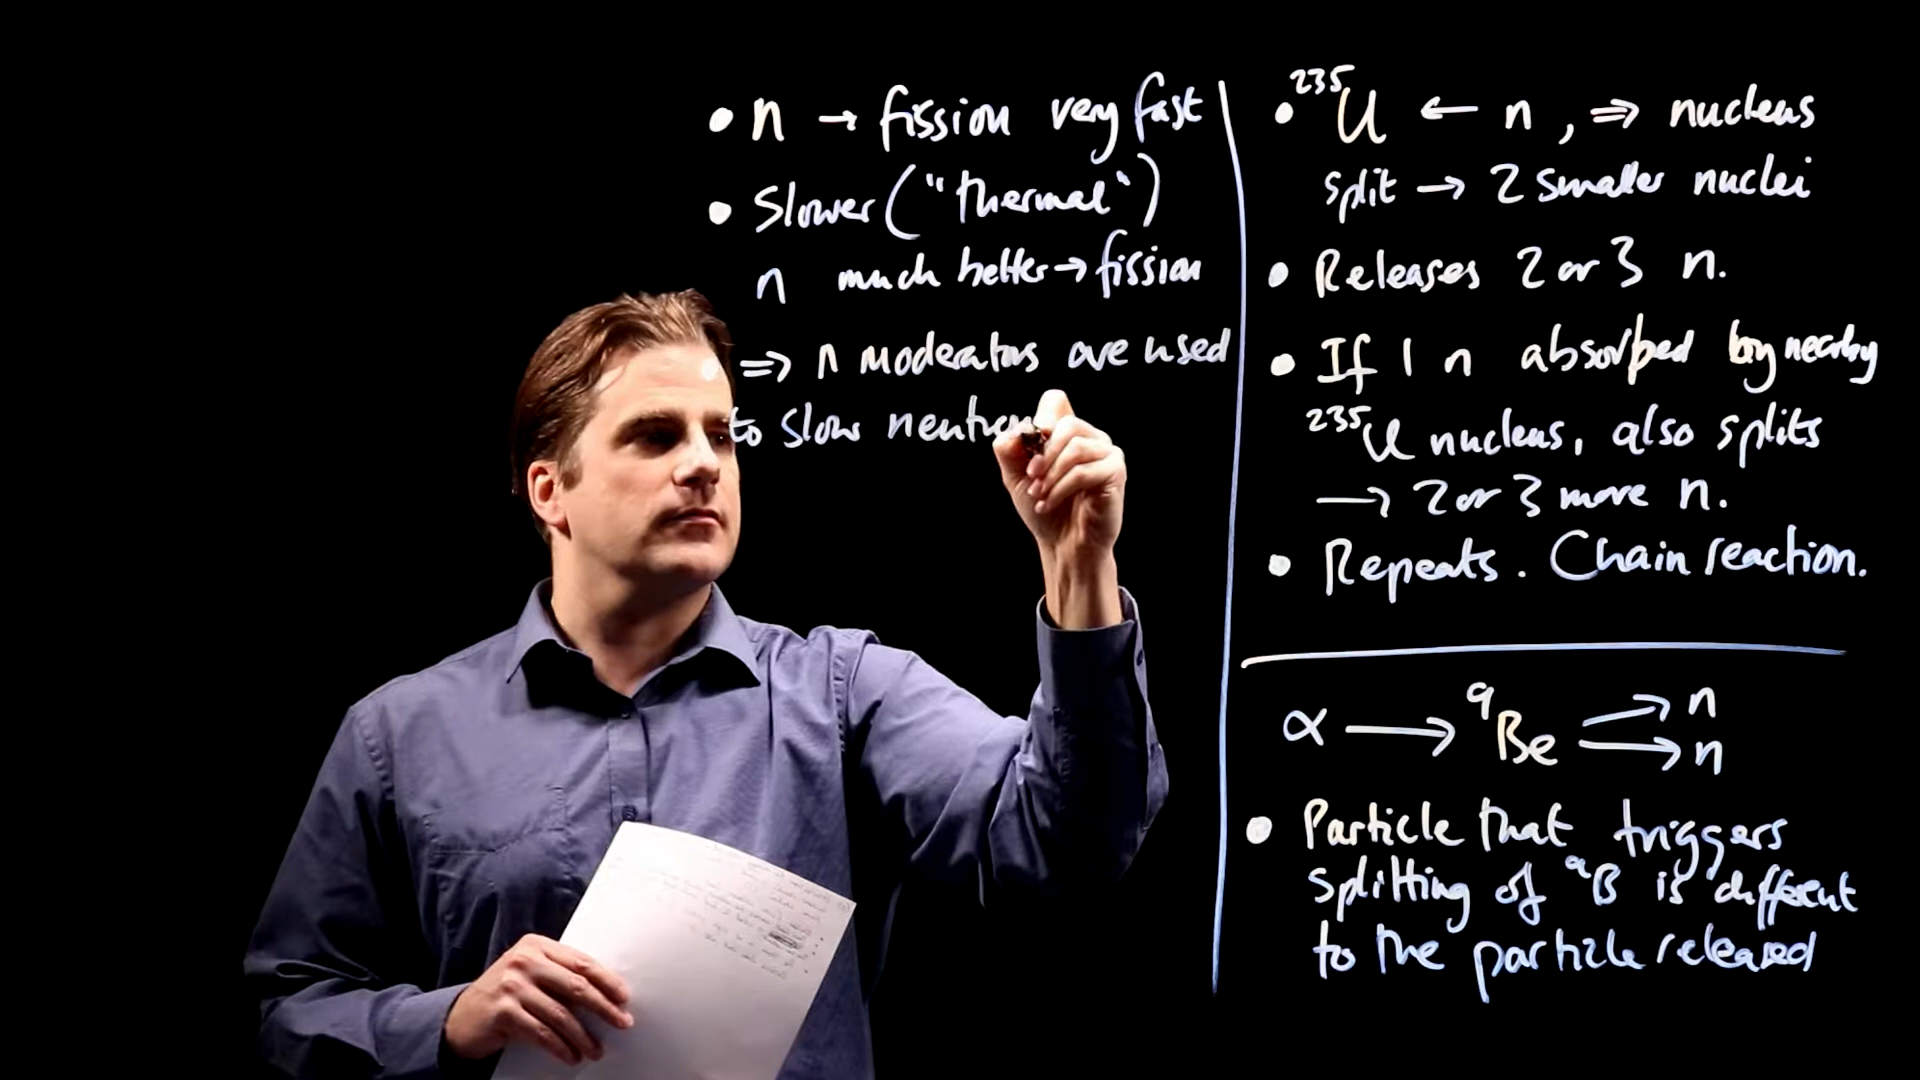 • n → fission very fast
• Slower ("thermal")
n much better → fission
⇒ n moderators are used
to slow neutrons
• ²³⁵U ← n, ⇒ nucleus
split → 2 smaller nuclei
• Releases 2 or 3 n.
• If 1 n absorbed by nearby
²³⁵U nucleus, also splits
→ 2 or 3 more n.
• Repeats. Chain reaction.
α → ⁹Be ⇉ n n
• Particle that triggers
splitting of ⁹B is different
to the particle released